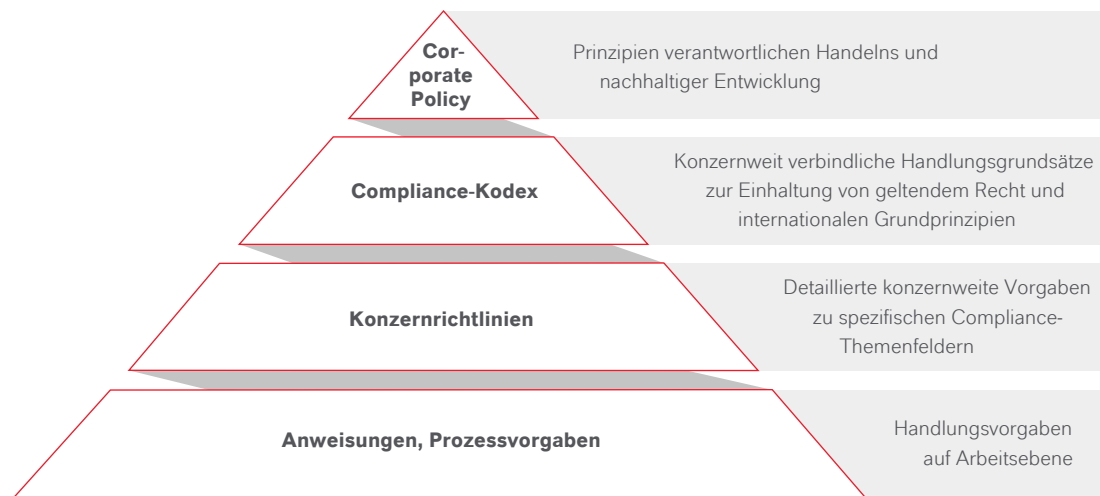 Cor-
porate
Policy
Prinzipien verantwortlichen Handelns und
nachhaltiger Entwicklung
Compliance-Kodex
Konzernweit verbindliche Handlungsgrundsätze
zur Einhaltung von geltendem Recht und
internationalen Grundprinzipien
Konzernrichtlinien
Detaillierte konzernweite Vorgaben
zu spezifischen Compliance-
Themenfeldern
Anweisungen, Prozessvorgaben
Handlungsvorgaben
auf Arbeitsebene